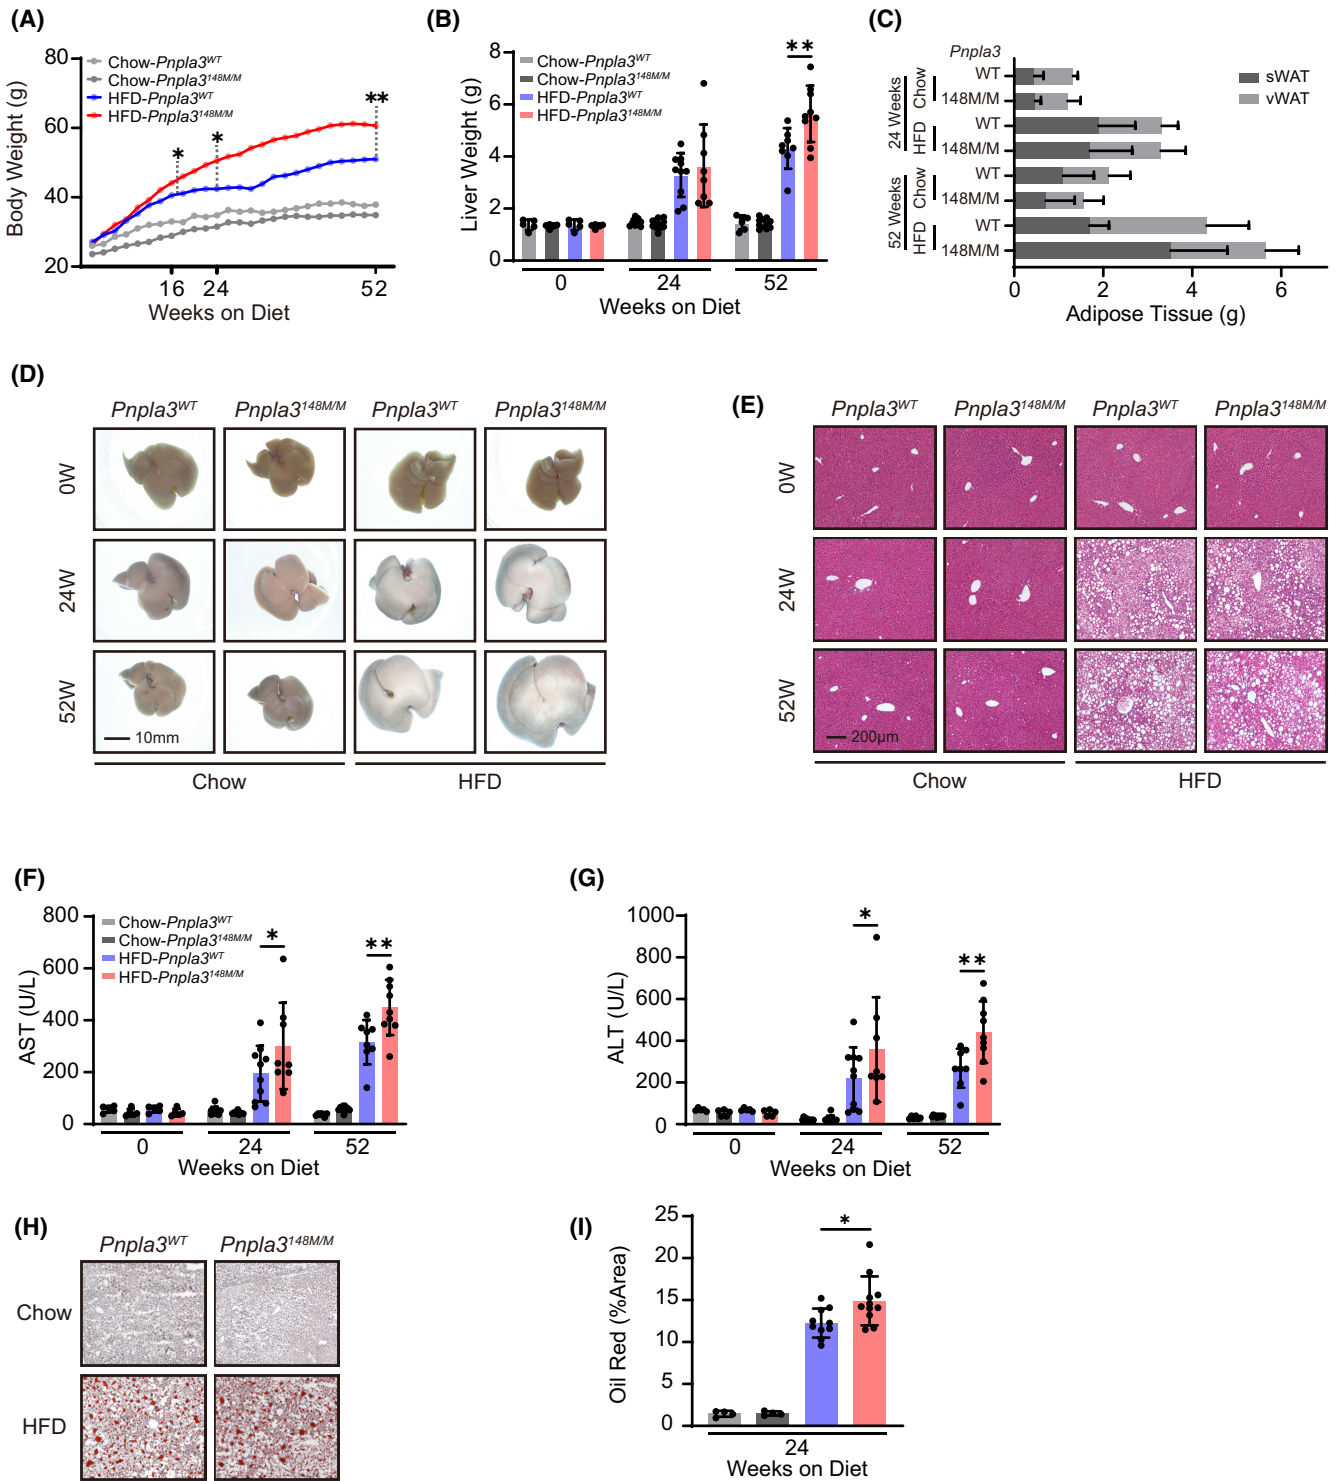 (A)
Body Weight (g)
80
60
40
20
Chow-Pnpla3WT
Chow-Pnpla3148M/M
HFD-Pnpla3WT
HFD-Pnpla3148M/M
*
*
**
16 24 52
Weeks on Diet
(B)
Liver Weight (g)
8
6
4
2
0
Chow-Pnpla3WT
Chow-Pnpla3148M/M
HFD-Pnpla3WT
HFD-Pnpla3148M/M
**
0 24 52
Weeks on Diet
(C)
Pnpla3
24 Weeks
Chow
WT
148M/M
HFD
WT
148M/M
52 Weeks
Chow
WT
148M/M
HFD
WT
148M/M
sWAT
vWAT
0 2 4 6
Adipose Tissue (g)
(D)
Pnpla3WT Pnpla3148M/M Pnpla3WT Pnpla3148M/M
0W
24W
52W
10mm
Chow HFD
(E)
Pnpla3WT Pnpla3148M/M Pnpla3WT Pnpla3148M/M
0W
24W
52W
200µm
Chow HFD
(F)
AST (U/L)
800
600
400
200
0
Chow-Pnpla3WT
Chow-Pnpla3148M/M
HFD-Pnpla3WT
HFD-Pnpla3148M/M
*
**
0 24 52
Weeks on Diet
(G)
ALT (U/L)
1000
800
600
400
200
0
*
**
0 24 52
Weeks on Diet
(H)
Pnpla3WT Pnpla3148M/M
Chow
HFD
(I)
Oil Red (%Area)
25
20
15
10
5
0
*
24
Weeks on Diet